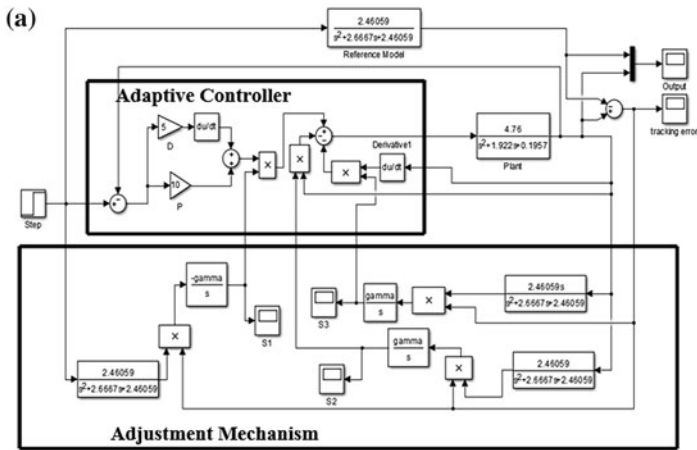 (a)
2.46059
s²+2.6667s+2.46059
Reference Model
Output
tracking error
Adaptive Controller
5
D
du/dt
10
P
×
×
×
Derivative1
du/dt
4.76
s²+1.922s+0.1957
Plant
Step
-gamma
s
S1
×
2.46059
s²+2.6667s+2.46059
S3
gamma
s
×
2.46059s
s²+2.6667s+2.46059
S2
gamma
s
×
2.46059
s²+2.6667s+2.46059
Adjustment Mechanism